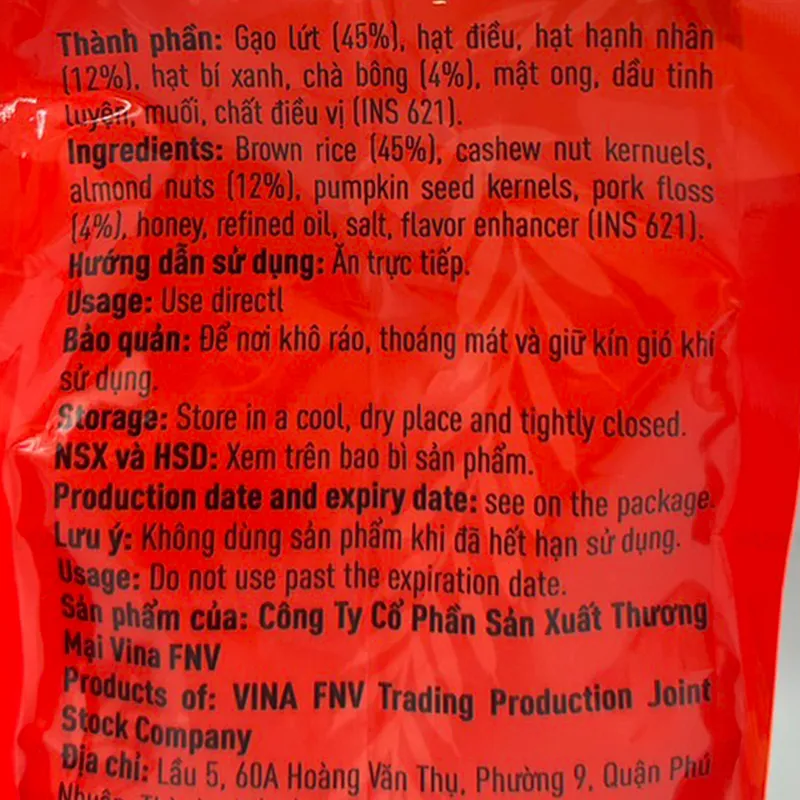 Thành phần: Gạo lứt (45%), hạt điều, hạt hạnh nhân
(12%), hạt bí xanh, chà bông (4%), mật ong, dầu tinh
luyện, muối, chất điều vị (INS 621).
Ingredients: Brown rice (45%), cashew nut kernuels,
almond nuts (12%), pumpkin seed kernels, pork floss
(4%), honey, refined oil, salt, flavor enhancer (INS 621).
Hướng dẫn sử dụng: Ăn trực tiếp.
Usage: Use directl
Bảo quản: Để nơi khô ráo, thoáng mát và giữ kín gió khi
sử dụng.
Storage: Store in a cool, dry place and tightly closed.
NSX và HSD: Xem trên bao bì sản phẩm.
Production date and expiry date: see on the package.
Lưu ý: Không dùng sản phẩm khi đã hết hạn sử dụng.
Usage: Do not use past the expiration date.
Sản phẩm của: Công Ty Cổ Phần Sản Xuất Thương
Mại Vina FNV
Products of: VINA FNV Trading Production Joint
Stock Company
Địa chỉ: Lầu 5, 60A Hoàng Văn Thụ, Phường 9, Quận Phú
Nhuận,